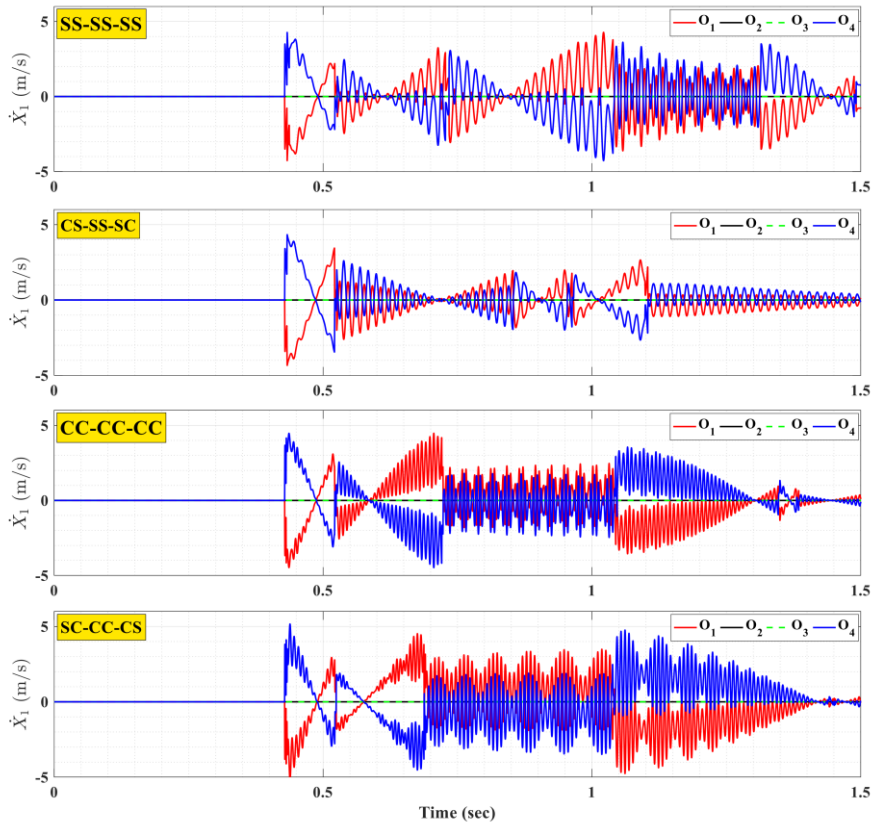 SS-SS-SS
O1 O2 O3 O4
Ẋ1 (m/s)
5
0
-5
0 0.5 1 1.5
CS-SS-SC
O1 O2 O3 O4
Ẋ1 (m/s)
5
0
-5
0 0.5 1 1.5
CC-CC-CC
O1 O2 O3 O4
Ẋ1 (m/s)
5
0
-5
0 0.5 1 1.5
SC-CC-CS
O1 O2 O3 O4
Ẋ1 (m/s)
5
0
-5
0 0.5 1 1.5
Time (sec)